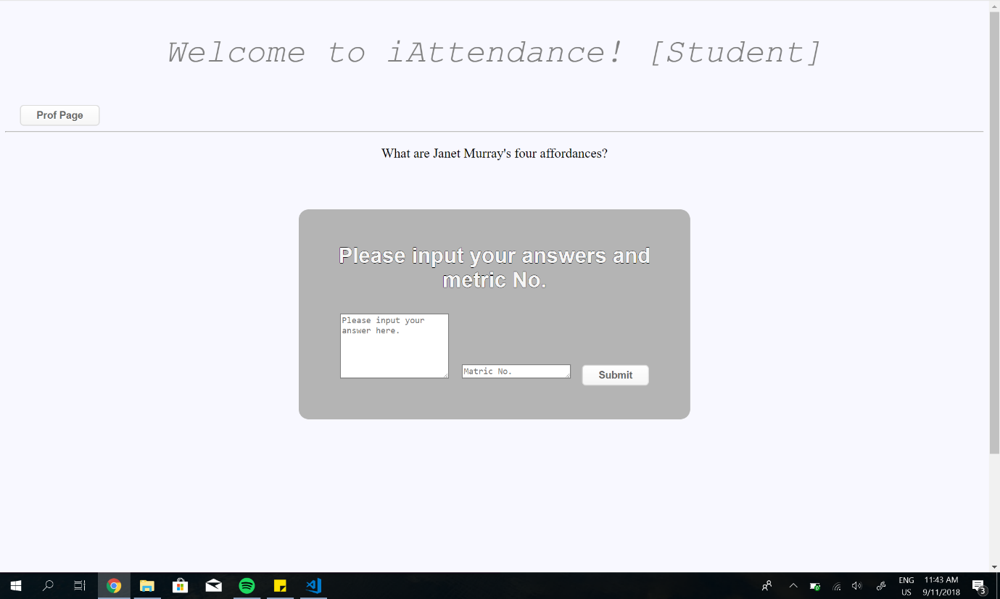 Welcome to iAttendance! [Student]
Prof Page
What are Janet Murray's four affordances?
Please input your answers and
metric No.
Please input your
answer here.
Matric No.
Submit
ENG
US
11:43 AM
9/11/2018
3